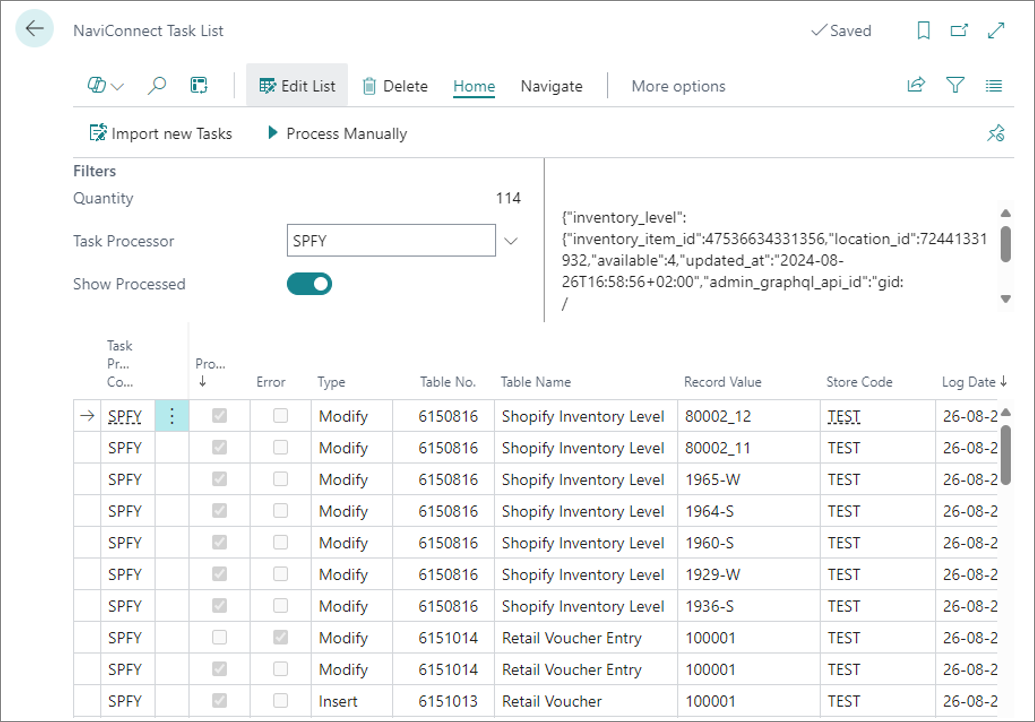 NaviConnect Task List
Saved
Edit List Delete Home Navigate More options
Import new Tasks Process Manually
Filters
Quantity 114
Task Processor SPFY
Show Processed
{"inventory_level":
{"inventory_item_id":47536634331356,"location_id":72441331
932,"available":4,"updated_at":"2024-08-
26T16:58:56+02:00","admin_graphql_api_id":"gid:
/
Task
Pr...
Co...
Pro...
Error Type Table No. Table Name Record Value Store Code Log Date
SPFY Modify 6150816 Shopify Inventory Level 80002_12 TEST 26-08-2
SPFY Modify 6150816 Shopify Inventory Level 80002_11 TEST 26-08-2
SPFY Modify 6150816 Shopify Inventory Level 1965-W TEST 26-08-2
SPFY Modify 6150816 Shopify Inventory Level 1964-S TEST 26-08-2
SPFY Modify 6150816 Shopify Inventory Level 1960-S TEST 26-08-2
SPFY Modify 6150816 Shopify Inventory Level 1929-W TEST 26-08-2
SPFY Modify 6150816 Shopify Inventory Level 1936-S TEST 26-08-2
SPFY Modify 6151014 Retail Voucher Entry 100001 TEST 26-08-2
SPFY Modify 6151014 Retail Voucher Entry 100001 TEST 26-08-2
SPFY Insert 6151013 Retail Voucher 100001 TEST 26-08-2